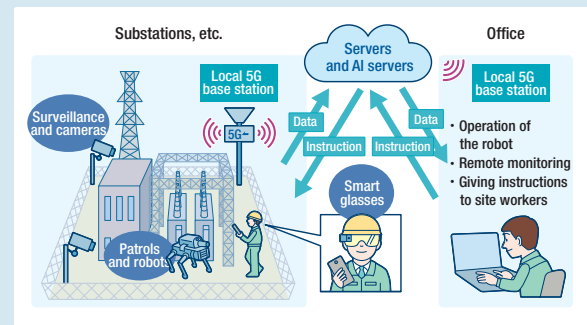 Substations, etc.
Servers
and AI servers
Office
Local 5G
base station
Local 5G
base station
Surveillance
and cameras
5G
Data
Instruction
Instruction
Data
• Operation of
the robot
• Remote monitoring
• Giving instructions
to site workers
Smart
glasses
Patrols
and robots